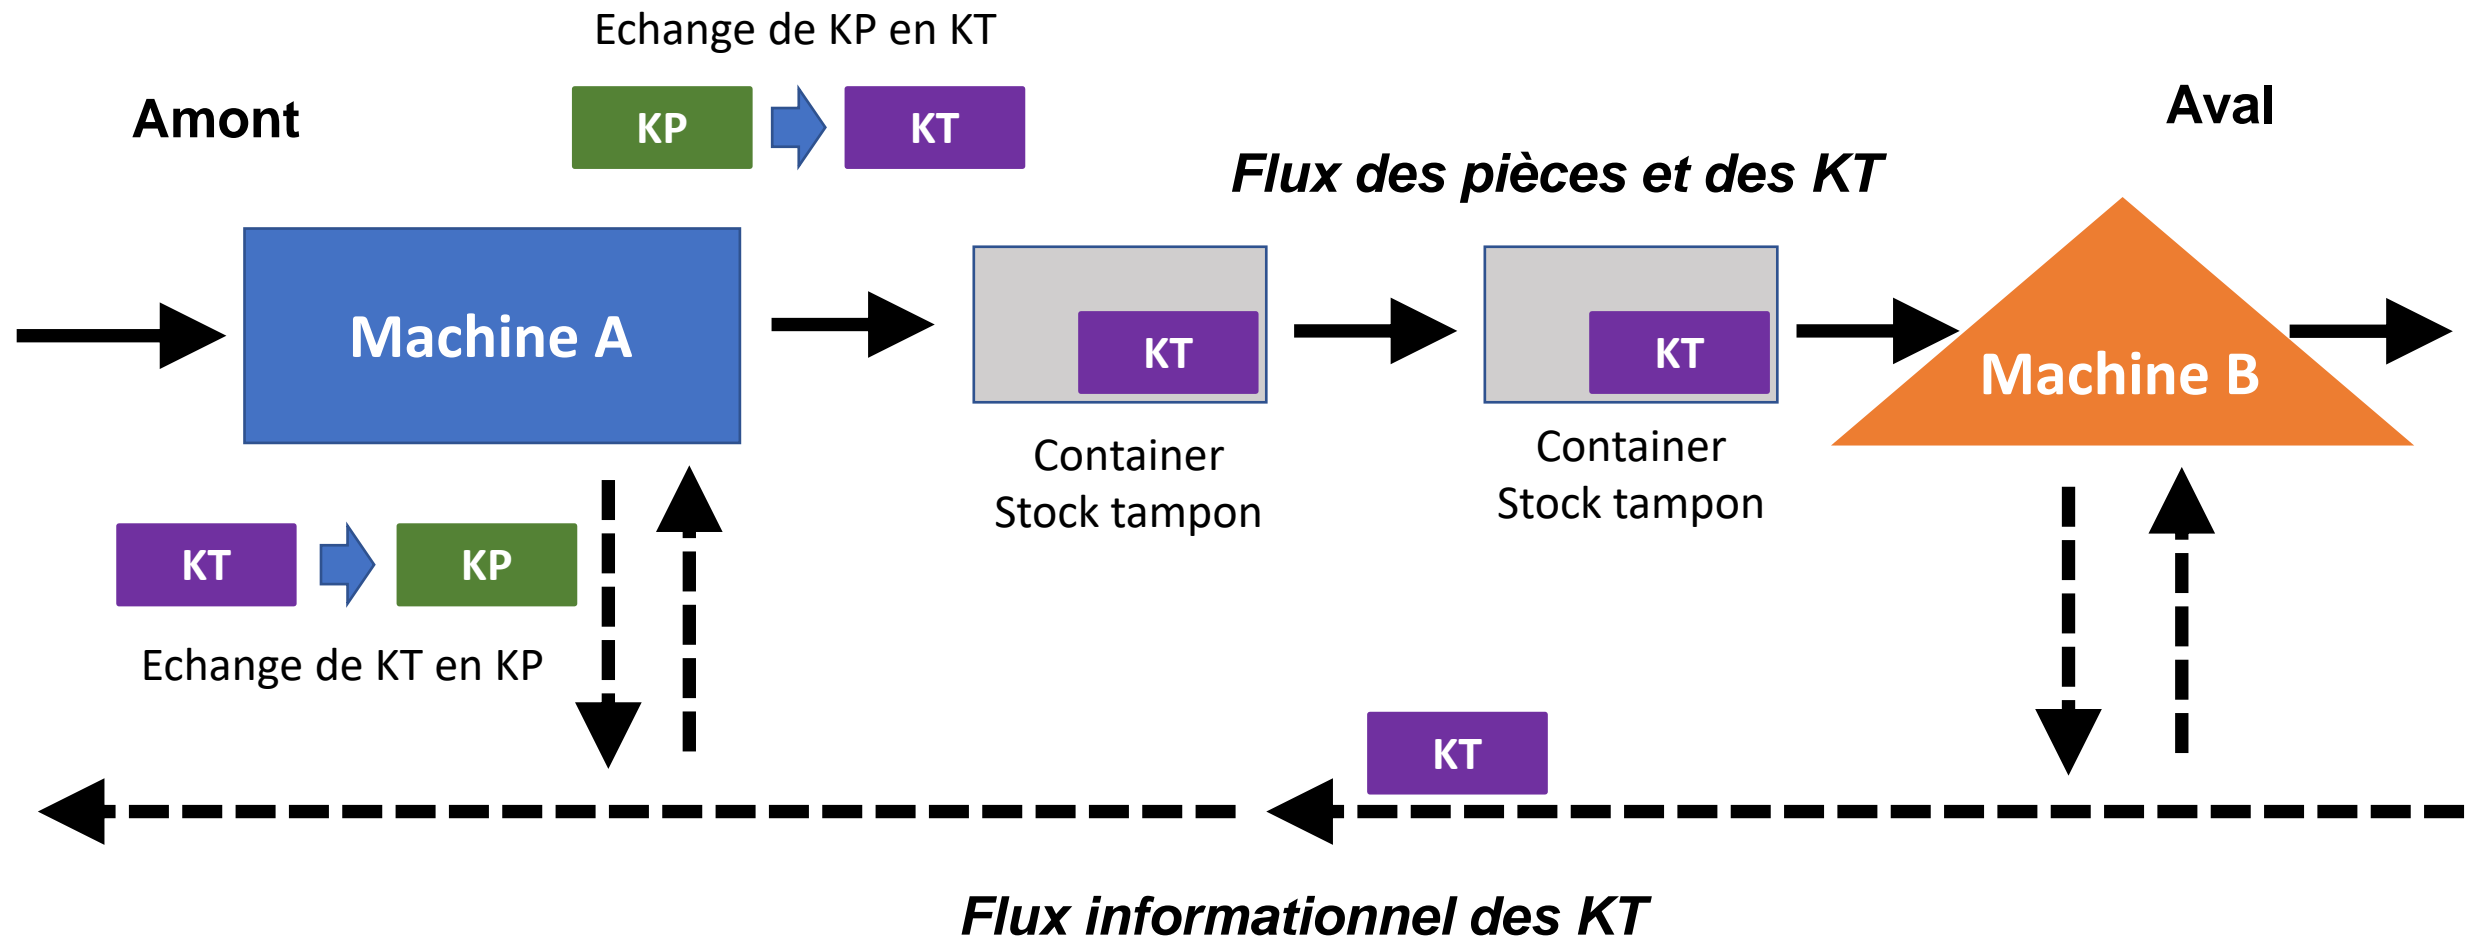 Echange de KP en KT
Amont
KP
KT
Aval
Flux des pièces et des KT
Machine A
KT
KT
Machine B
Container
Stock tampon
Container
Stock tampon
KT
KP
Echange de KT en KP
KT
Flux informationnel des KT